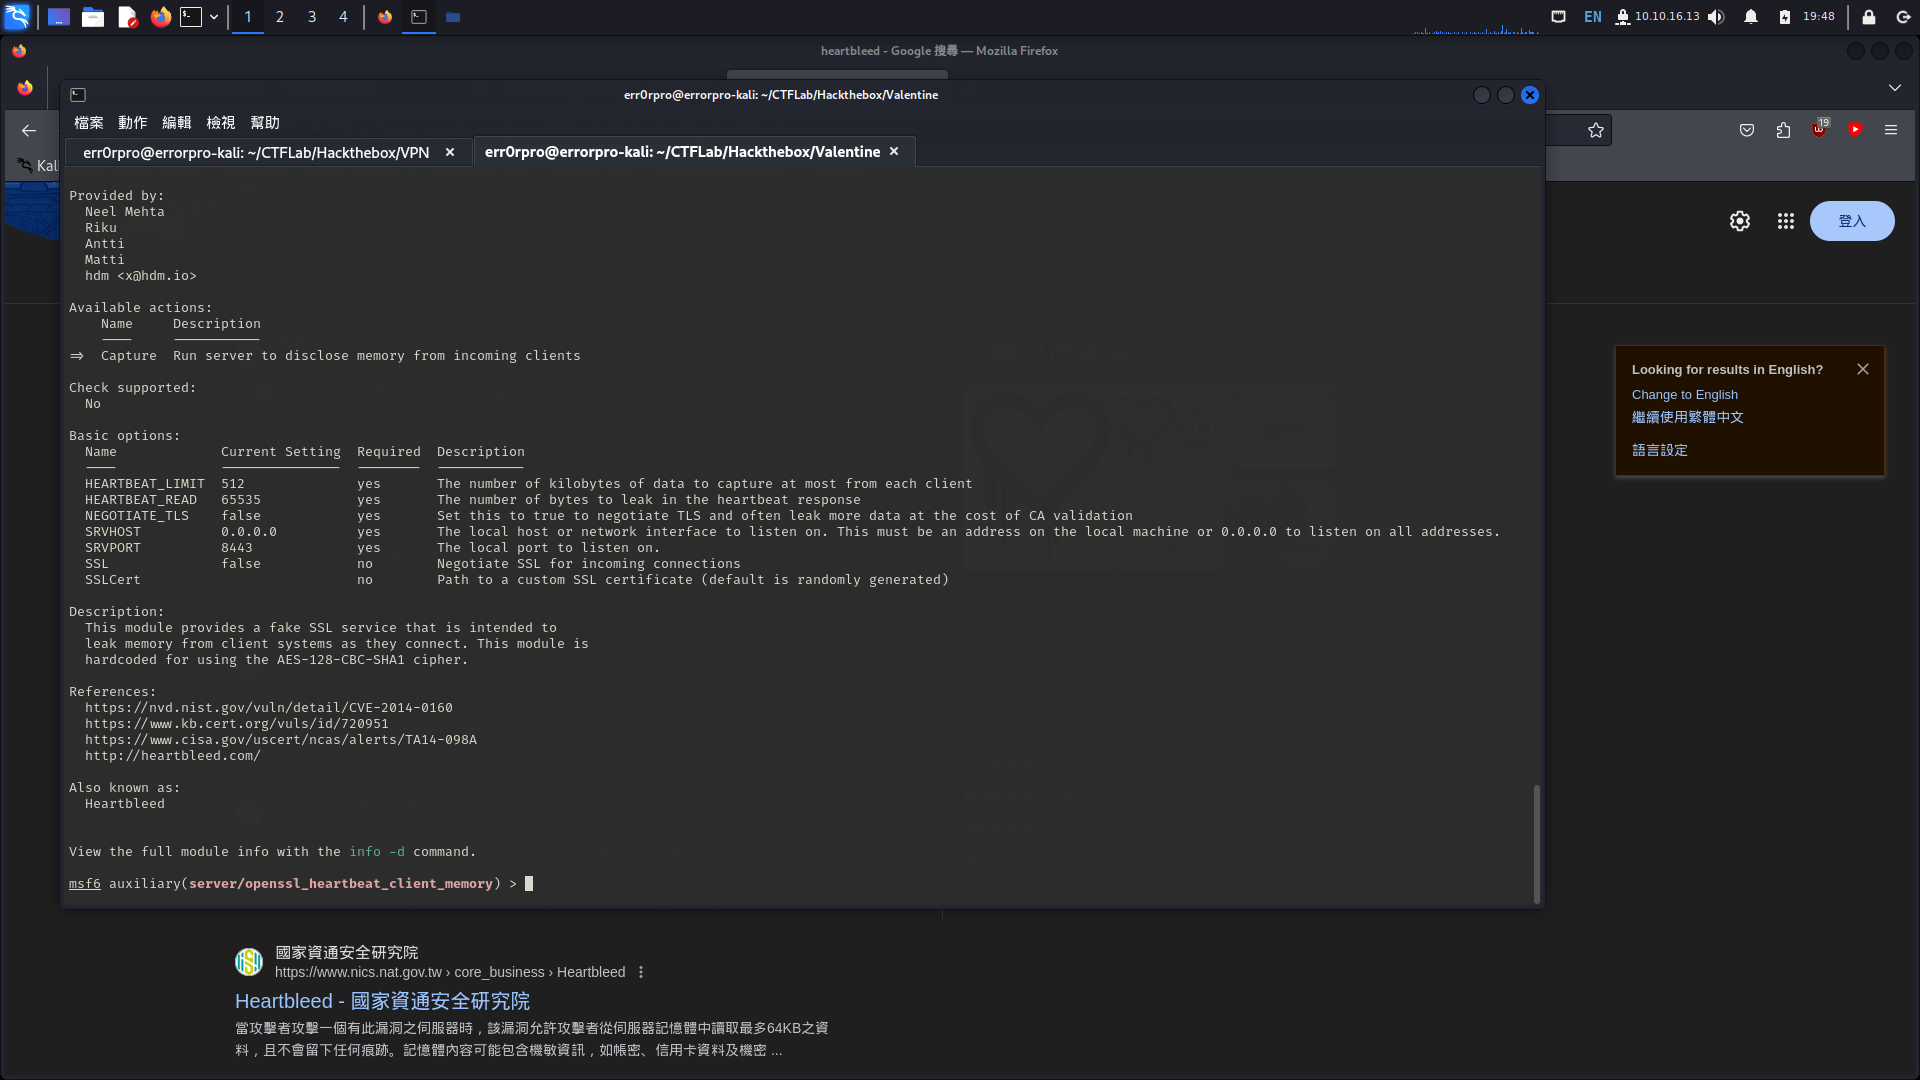 1 2 3 4 EN 10.10.16.13 19:48
heartbleed - Google 搜尋 — Mozilla Firefox
err0rpro@errorpro-kali: ~/CTFLab/Hackthebox/Valentine
檔案 動作 編輯 檢視 幫助
err0rpro@errorpro-kali: ~/CTFLab/Hackthebox/VPN × err0rpro@errorpro-kali: ~/CTFLab/Hackthebox/Valentine ×
19
Kali
Provided by:
Neel Mehta
Riku
Antti
Matti
hdm <x@hdm.io>
Available actions:
Name Description
---- -----------
=> Capture Run server to disclose memory from incoming clients
Check supported:
No
Basic options:
Name Current Setting Required Description
---- --------------- -------- -----------
HEARTBEAT_LIMIT 512 yes The number of kilobytes of data to capture at most from each client
HEARTBEAT_READ 65535 yes The number of bytes to leak in the heartbeat response
NEGOTIATE_TLS false yes Set this to true to negotiate TLS and often leak more data at the cost of CA validation
SRVHOST 0.0.0.0 yes The local host or network interface to listen on. This must be an address on the local machine or 0.0.0.0 to listen on all addresses.
SRVPORT 8443 yes The local port to listen on.
SSL false no Negotiate SSL for incoming connections
SSLCert no Path to a custom SSL certificate (default is randomly generated)
Description:
This module provides a fake SSL service that is intended to
leak memory from client systems as they connect. This module is
hardcoded for using the AES-128-CBC-SHA1 cipher.
References:
https://nvd.nist.gov/vuln/detail/CVE-2014-0160
https://www.kb.cert.org/vuls/id/720951
https://www.cisa.gov/uscert/ncas/alerts/TA14-098A
http://heartbleed.com/
Also known as:
Heartbleed
View the full module info with the info -d command.
msf6 auxiliary(server/openssl_heartbeat_client_memory) >
登入
Looking for results in English?
Change to English
繼續使用繁體中文
語言設定
國家資通安全研究院
https://www.nics.nat.gov.tw › core_business › Heartbleed
Heartbleed - 國家資通安全研究院
當攻擊者攻擊一個有此漏洞之伺服器時，該漏洞允許攻擊者從伺服器記憶體中讀取最多64KB之資
料，且不會留下任何痕跡。記憶體內容可能包含機敏資訊，如帳密、信用卡資料及機密 ...